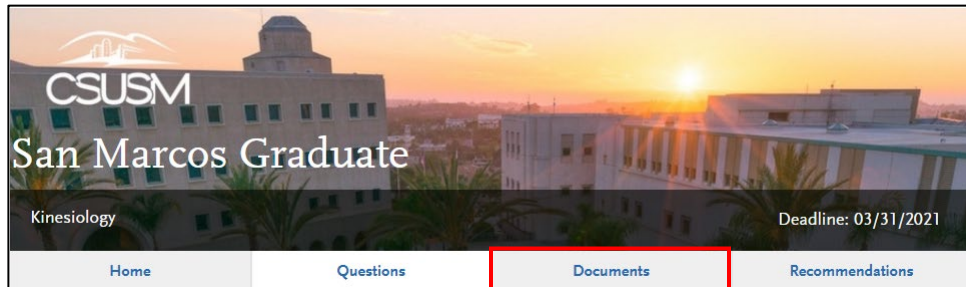 CSUSM
San Marcos Graduate
Kinesiology
Deadline: 03/31/2021
Home
Questions
Documents
Recommendations